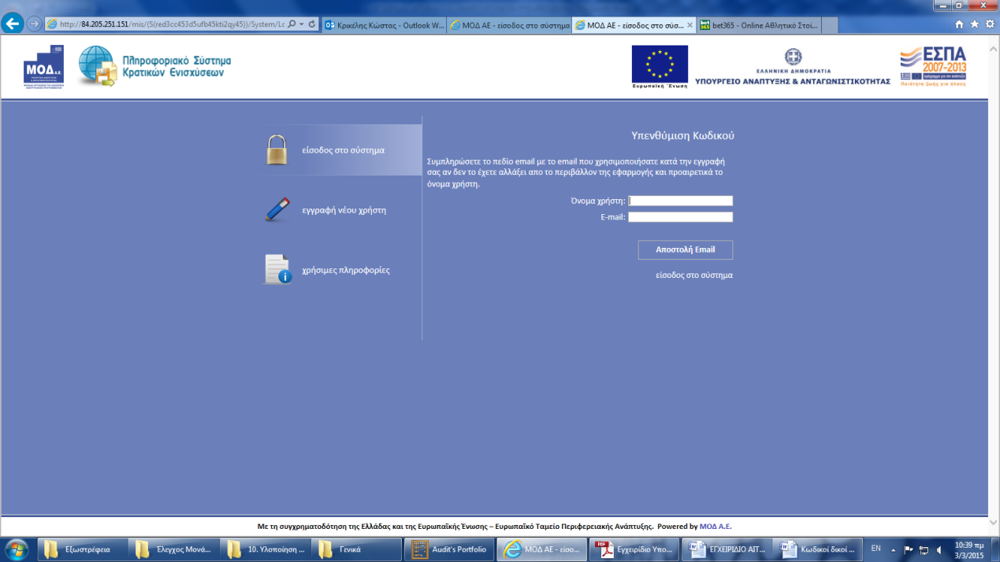 http://84.205.251.151/mis/(S(red3cc453d5ufb45kti2qy45))/System/Lc
Κρικέλης Κώστας - Outlook W...
ΜΟΔ ΑΕ - είσοδος στο σύστημα
ΜΟΔ ΑΕ - είσοδος στο σύσ...
bet365 - Online Αθλητικό Στοί...
ΜΟΔ Α.Ε.
Πληροφοριακό Σύστημα
Κρατικών Ενισχύσεων
Ευρωπαϊκή Ένωση
ΕΛΛΗΝΙΚΗ ΔΗΜΟΚΡΑΤΙΑ
ΥΠΟΥΡΓΕΙΟ ΑΝΑΠΤΥΞΗΣ & ΑΝΤΑΓΩΝΙΣΤΙΚΟΤΗΤΑΣ
ΕΣΠΑ
2007-2013
Ποιότητα ζωής για όλους
είσοδος στο σύστημα
εγγραφή νέου χρήστη
χρήσιμες πληροφορίες
Υπενθύμιση Κωδικού
Συμπληρώσετε το πεδίο email με το email που χρησιμοποιήσατε κατά την εγγραφή
σας αν δεν το έχετε αλλάξει απο το περιβάλλον της εφαρμογής και προαιρετικά το
όνομα χρήστη.
Όνομα χρήστη:
E-mail:
Αποστολή Email
είσοδος στο σύστημα
Με τη συγχρηματοδότηση της Ελλάδας και της Ευρωπαϊκής Ένωσης – Ευρωπαϊκό Ταμείο Περιφερειακής Ανάπτυξης. Powered by ΜΟΔ Α.Ε.
Εξωστρέφεια
Έλεγχος Μονά...
10. Υλοποίηση ...
Γενικά
Audit's Portfolio
ΜΟΔ ΑΕ - είσο...
Εγχειρίδιο Υπο...
ΕΓΧΕΙΡΙΔΙΟ ΑΙΤ...
Κωδικοί δικοί ...
EN
10:39 πμ
3/3/2015